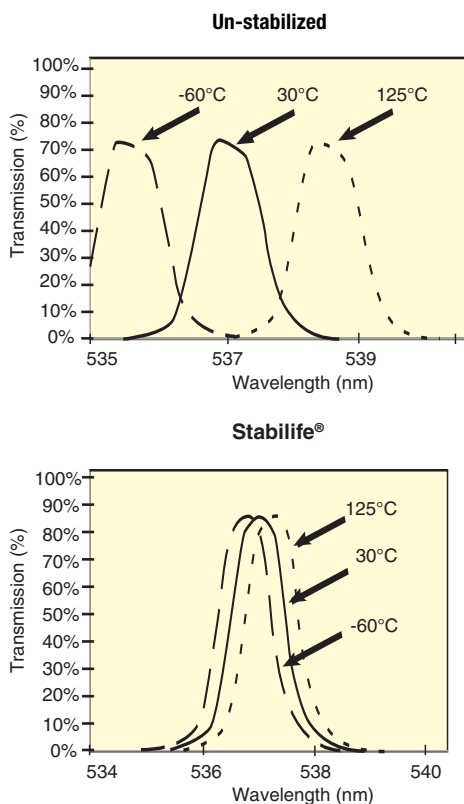 Un-stabilized
100%
90%
80%
70%
60%
50%
40%
30%
20%
10%
0%
Transmission (%)
-60°C 30°C 125°C
535 537 539
Wavelength (nm)
Stabilife®
100%
90%
80%
70%
60%
50%
40%
30%
20%
10%
0%
Transmission (%)
125°C
30°C
-60°C
534 536 538 540
Wavelength (nm)